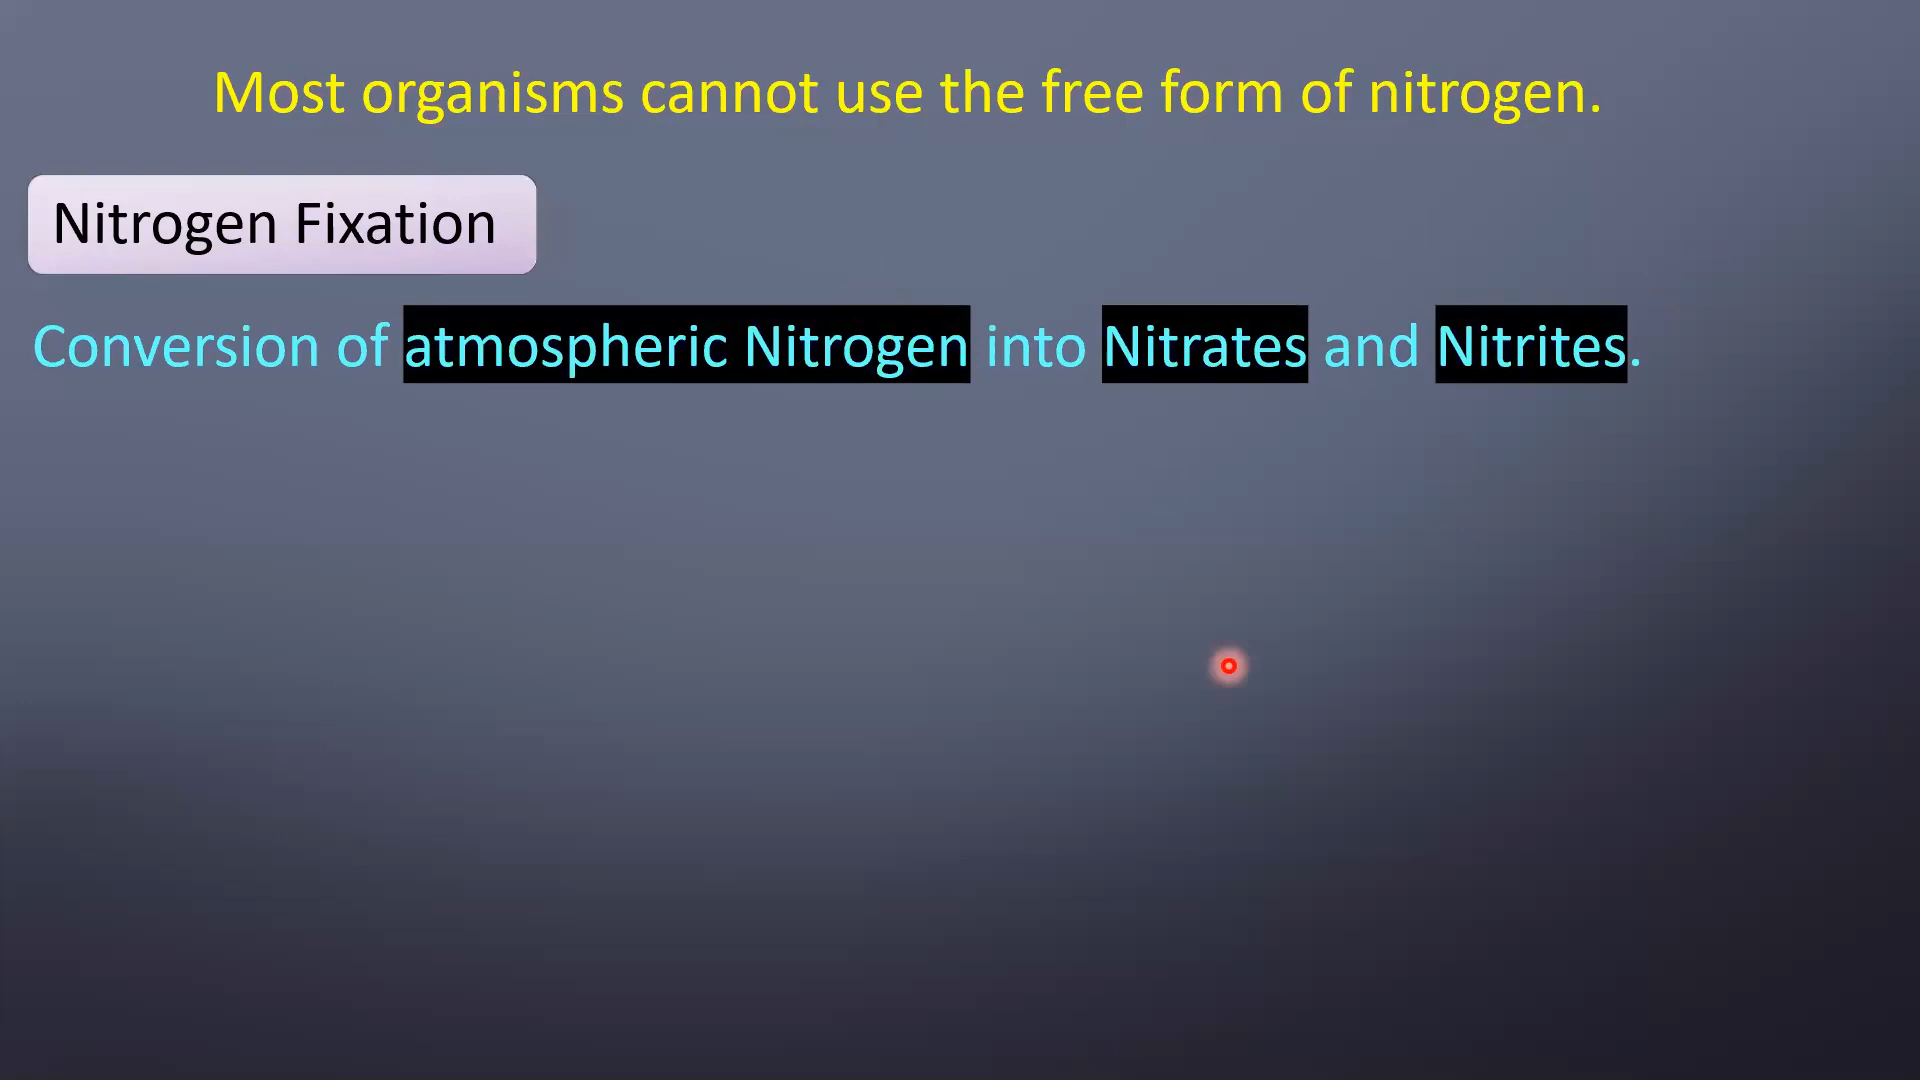 Most organisms cannot use the free form of nitrogen.
Nitrogen Fixation
Conversion of atmospheric Nitrogen into Nitrates and Nitrites.